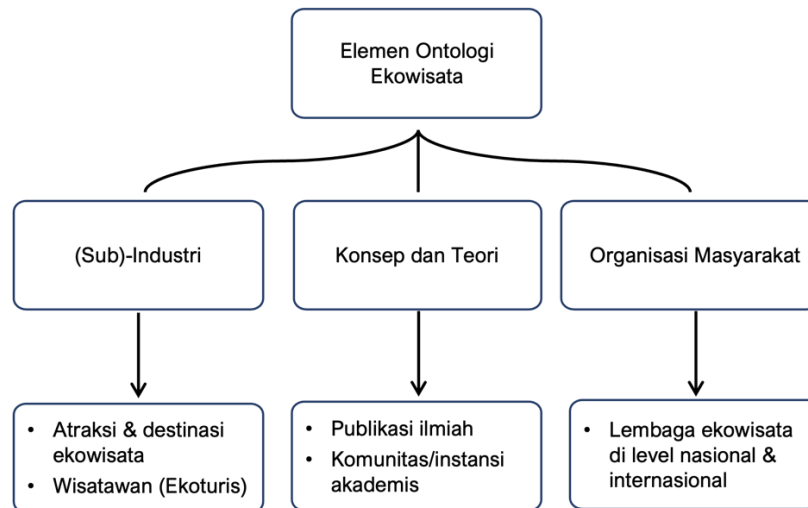 Elemen Ontologi
Ekowisata
(Sub)-Industri
Konsep dan Teori
Organisasi Masyarakat
• Atraksi & destinasi
ekowisata
• Wisatawan (Ekoturis)
• Publikasi ilmiah
• Komunitas/instansi
akademis
• Lembaga ekowisata
di level nasional &
internasional